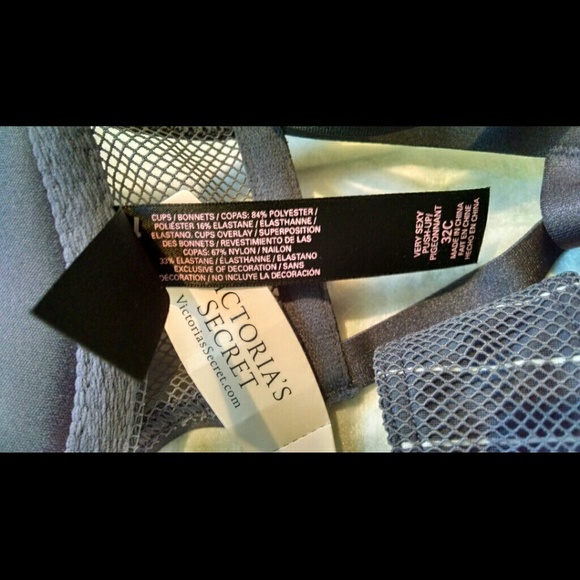 CUPS / BONNETS / COPAS: 84% POLYESTER /
POLIÉSTER 16% ELASTANE / ÉLASTHANNE /
ELASTANO. CUPS OVERLAY / SUPERPOSITION
DES BONNETS / REVESTIMIENTO DE LAS
COPAS: 67% NYLON / NAILON
33% ELASTANE / ÉLASTHANNE / ELASTANO
EXCLUSIVE OF DECORATION / SANS
DÉCORATION / NO INCLUYE LA DECORACIÓN
VERY SEXY
PUSH-UP/
PIGEONNANT
32C
MADE IN CHINA
FAIT EN CHINE
HECHO EN CHINA
VICTORIA'S
SECRET
VictoriasSecret.com